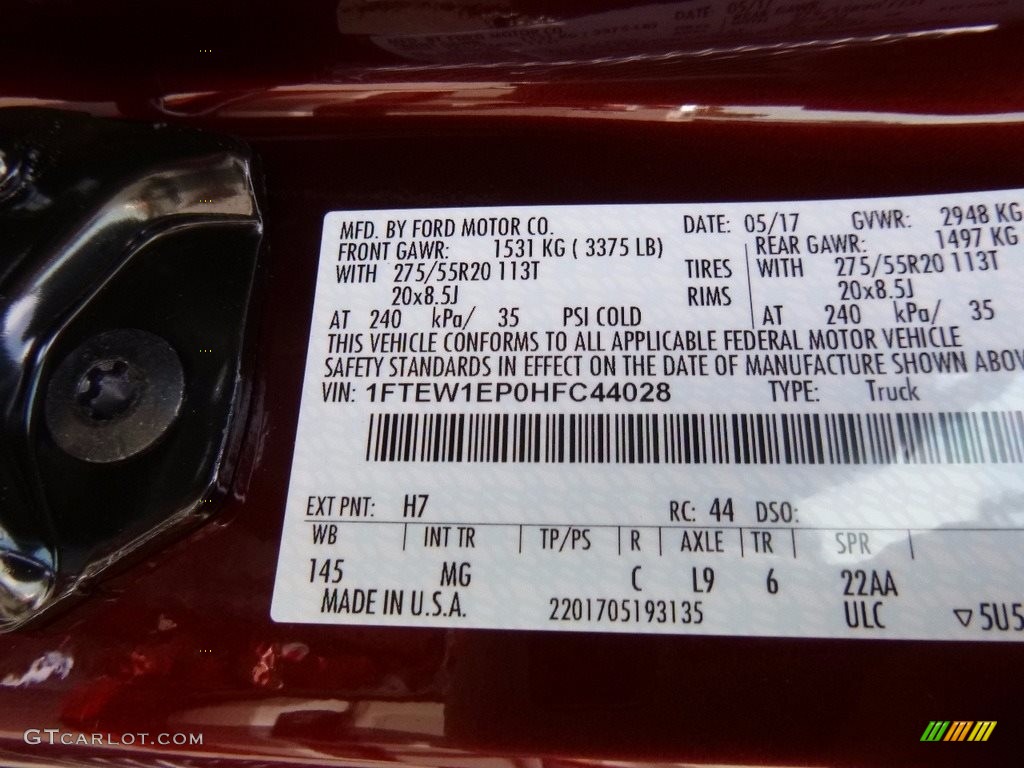 MFD. BY FORD MOTOR CO. DATE: 05/17 GVWR: 2948 KG
FRONT GAWR: 1531 KG ( 3375 LB) REAR GAWR: 1497 KG
WITH 275/55R20 113T TIRES WITH 275/55R20 113T
20x8.5J RIMS 20x8.5J
AT 240 kPa/ 35 PSI COLD AT 240 kPa/ 35
THIS VEHICLE CONFORMS TO ALL APPLICABLE FEDERAL MOTOR VEHICLE
SAFETY STANDARDS IN EFFECT ON THE DATE OF MANUFACTURE SHOWN ABOV
VIN: 1FTEW1EP0HFC44028 TYPE: Truck
EXT PNT: H7 RC: 44 DSO:
WB INT TR TP/PS R AXLE TR SPR
145 MG C L9 6 22AA
MADE IN U.S.A. 2201705193135 ULC ▽5U5
GTCARLOT.COM